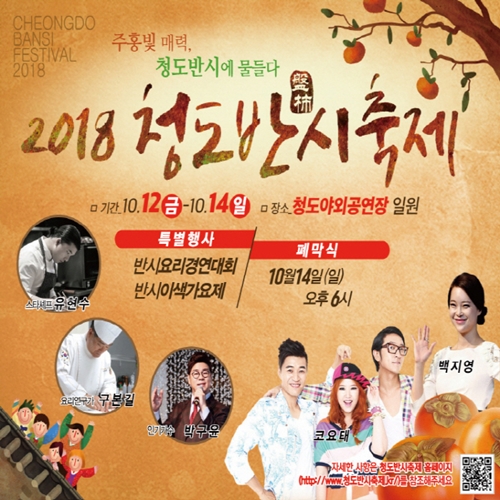 CHEONGDO
BANSI
FESTIVAL
2018
주홍빛 매력,
청도반시에 물들다
盤柿
2018 청도반시축제
기간_10.12금-10.14일 장소_청도야외공연장 일원
특별행사
반시요리경연대회
반시이색가요제
폐막식
10월14일(일)
오후 6시
스타셰프 유현수
요리연구가 구본길
인기가수 박구윤
코요태
백지영
자세한 사항은 청도반시축제 홈페이지
(http://www.청도반시축제.kr/)를 참조해주세요